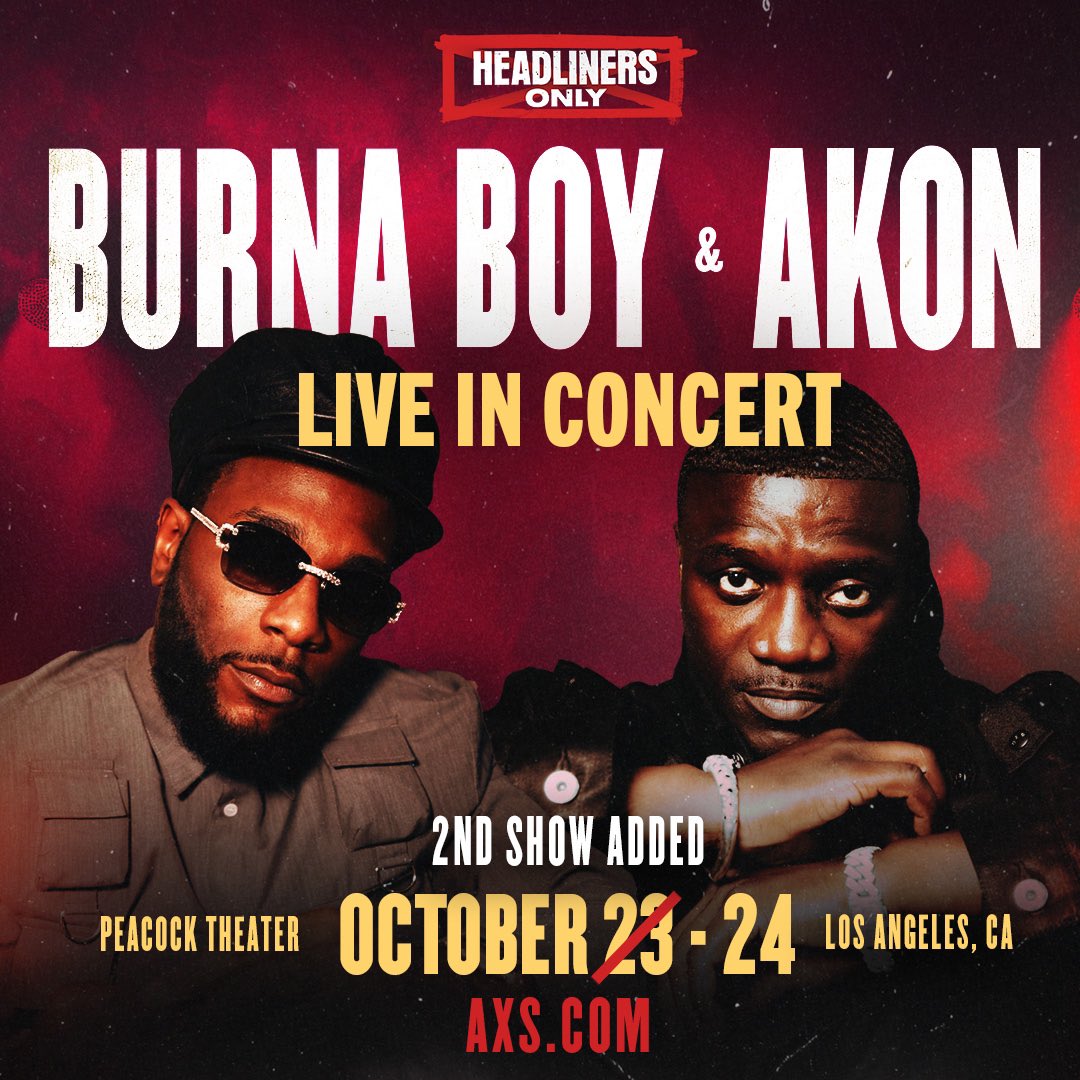 HEADLINERS
ONLY
BURNA BOY & AKON
LIVE IN CONCERT
2ND SHOW ADDED
PEACOCK THEATER
OCTOBER 23 - 24
LOS ANGELES, CA
AXS.COM